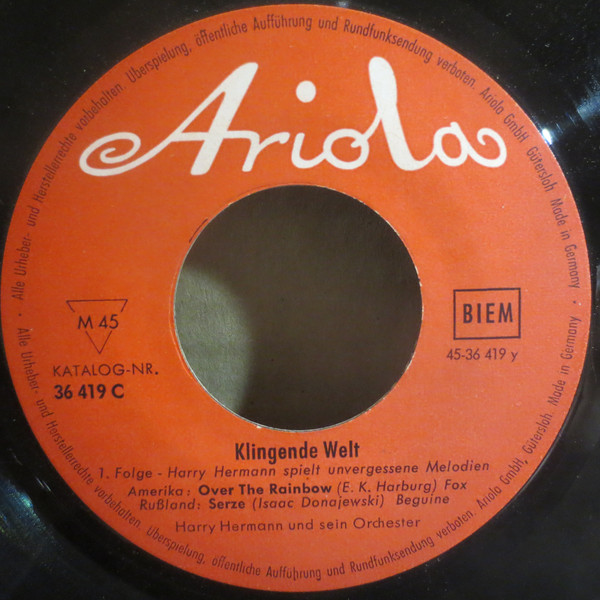 Alle Urheber- und Herstellerrechte vorbehalten. Überspielung, öffentliche Aufführung und Rundfunksendung verboten. Ariola GmbH, Gütersloh Made in Germany •
Ariola
M 45
BIEM
KATALOG-NR.
36 419 C
45-36 419 y
Klingende Welt
1. Folge - Harry Hermann spielt unvergessene Melodien
Amerika: Over The Rainbow (E. K. Harburg) Fox
Rußland: Serze (Isaac Donajewski) Beguine
Harry Hermann und sein Orchester
Alle Urheber- und Herstellerrechte vorbehalten. Überspielung, öffentliche Aufführung und Rundfunksendung verboten. Ariola GmbH, Gütersloh. Made in Germany •